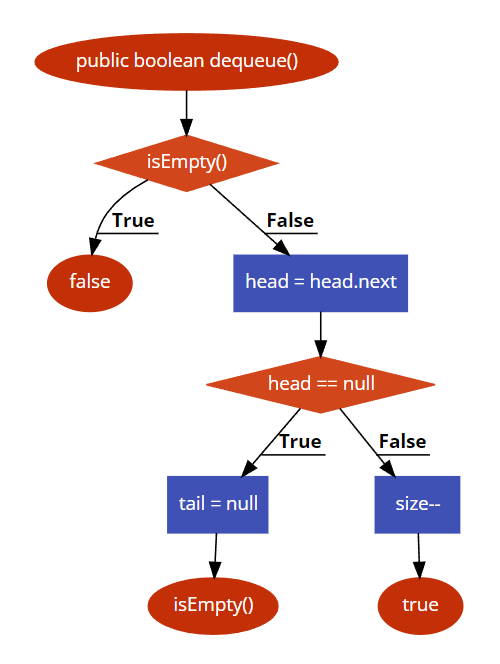 public boolean dequeue()
isEmpty()
True
False
false
head = head.next
head == null
True
False
tail = null
size--
isEmpty()
true